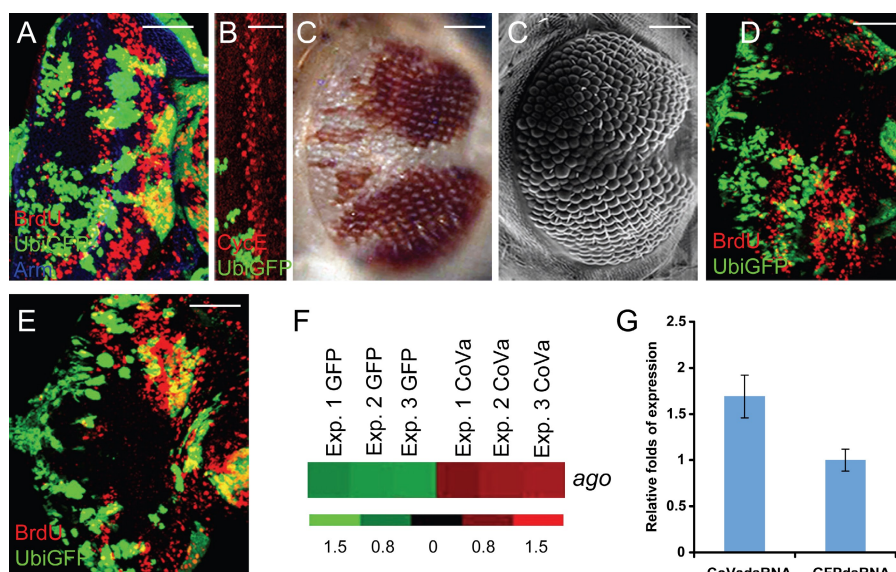 A
B
C
C'
D
BrdU
UbiGFP
Arm
CycE
UbiGFP
BrdU
UbiGFP
E
BrdU
UbiGFP
F
Exp. 1 GFP
Exp. 2 GFP
Exp. 3 GFP
Exp. 1 CoVa
Exp. 2 CoVa
Exp. 3 CoVa
ago
1.5 0.8 0 0.8 1.5
G
Relative folds of expression
2.5
2
1.5
1
0.5
0
CoVadsRNA GFPdsRNA